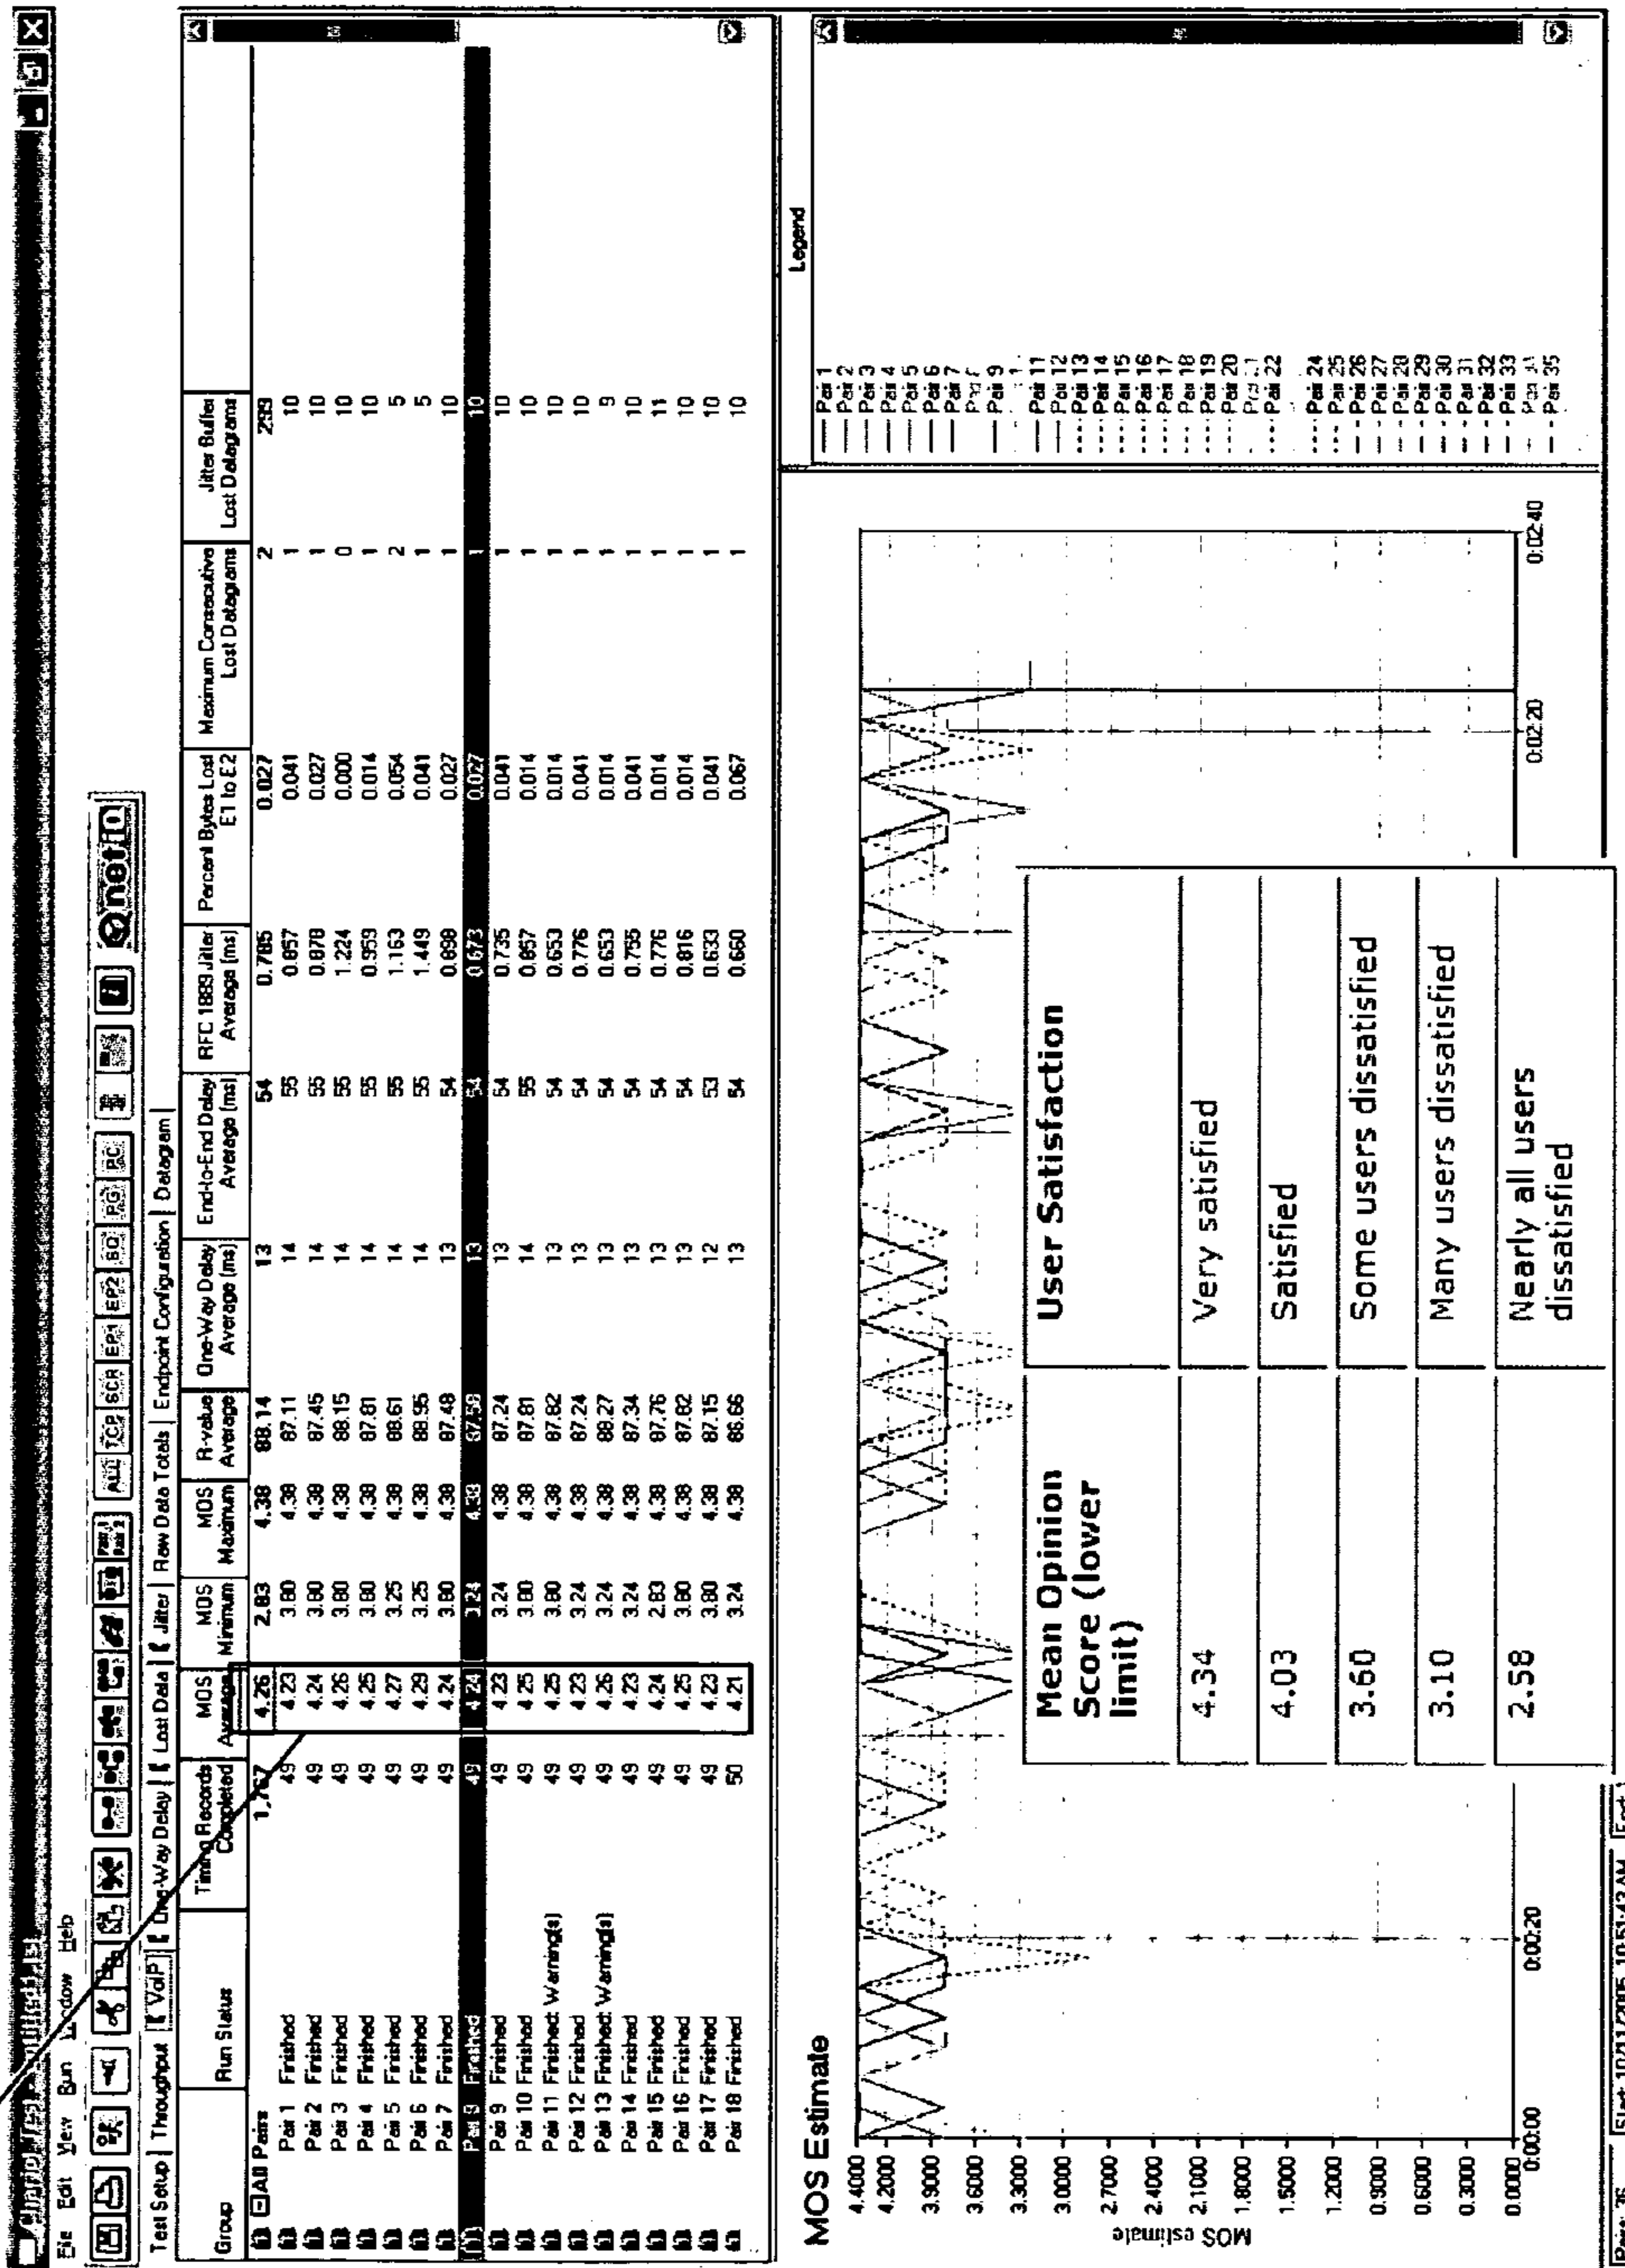 File Edit View Run Window Help
ALL TCP SCR EP1 EP2 SQ PG PC
netIQ
Test Setup Throughput VoIP One-Way Delay Lost Data Jitter Raw Data Totals Endpoint Configuration Datagram
Group Run Status Timing Records Completed MOS Average MOS Minimum MOS Maximum R-value Average One-Way Delay Average (ms) End-to-End Delay Average (ms) RFC 1889 Jitter Average (ms) Percent Bytes Lost E1 to E2 Maximum Consecutive Lost Datagrams Jitter Buffer Lost Datagrams
All Pairs 1,767 4.26 2.83 4.38 88.14 13 54 0.785 0.027 2
Pair 1 Finished 49 4.23 3.80 4.38 87.11 14 55 0.857 0.041 1 10
Pair 2 Finished 49 4.24 3.80 4.38 87.45 14 55 0.878 0.027 1 10
Pair 3 Finished 49 4.26 3.80 4.38 88.15 14 55 1.224 0.000 0 10
Pair 4 Finished 49 4.25 3.80 4.38 87.81 14 55 0.959 0.014 1 10
Pair 5 Finished 49 4.27 3.25 4.38 88.61 14 55 1.163 0.054 2 5
Pair 6 Finished 49 4.29 3.25 4.38 88.95 14 55 1.449 0.041 1 5
Pair 7 Finished 49 4.24 3.80 4.38 87.48 13 54 0.898 0.027 1 10
Pair 8 Finished 49 4.24 3.24 4.38 13 54 0.673 0.027 1 10
Pair 9 Finished 49 4.23 3.24 4.38 87.24 13 54 0.735 0.041 1 10
Pair 10 Finished 49 4.25 3.80 4.38 87.81 14 55 0.857 0.014 1 10
Pair 11 Finished: Warning(s) 49 4.25 3.80 4.38 87.62 13 54 0.653 0.014 1 10
Pair 12 Finished 49 4.23 3.24 4.38 87.24 13 54 0.776 0.041 1 10
Pair 13 Finished: Warning(s) 49 4.26 3.24 4.38 88.27 13 54 0.653 0.014 1 9
Pair 14 Finished 49 4.23 3.24 4.38 87.34 13 54 0.755 0.041 1 10
Pair 15 Finished 49 4.24 2.83 4.38 87.76 13 54 0.776 0.014 1 11
Pair 16 Finished 49 4.25 3.80 4.38 87.82 13 54 0.816 0.014 1 10
Pair 17 Finished 49 4.23 3.80 4.38 87.15 12 53 0.633 0.041 1 10
Pair 18 Finished 50 4.21 3.24 4.38 86.66 13 54 0.660 0.067 1 10
MOS Estimate
MOS estimate
4.4000
4.2000
3.9000
3.6000
3.3000
3.0000
2.7000
2.4000
2.1000
1.8000
1.5000
1.2000
0.9000
0.6000
0.3000
0.0000
0:00:00 0:00:20 0:02:20 0:02:40
Mean Opinion Score (lower limit) User Satisfaction
4.34 Very satisfied
4.03 Satisfied
3.60 Some users dissatisfied
3.10 Many users dissatisfied
2.58 Nearly all users dissatisfied
Legend
Pair 1
Pair 2
Pair 3
Pair 4
Pair 5
Pair 6
Pair 7
Pair 9
Pair 11
Pair 12
Pair 13
Pair 14
Pair 15
Pair 16
Pair 17
Pair 18
Pair 19
Pair 20
Pair 22
Pair 24
Pair 25
Pair 26
Pair 27
Pair 28
Pair 29
Pair 30
Pair 31
Pair 32
Pair 33
Pair 35
Pairs: 36 Start: 10/11/2005, 10:51:43 AM End: